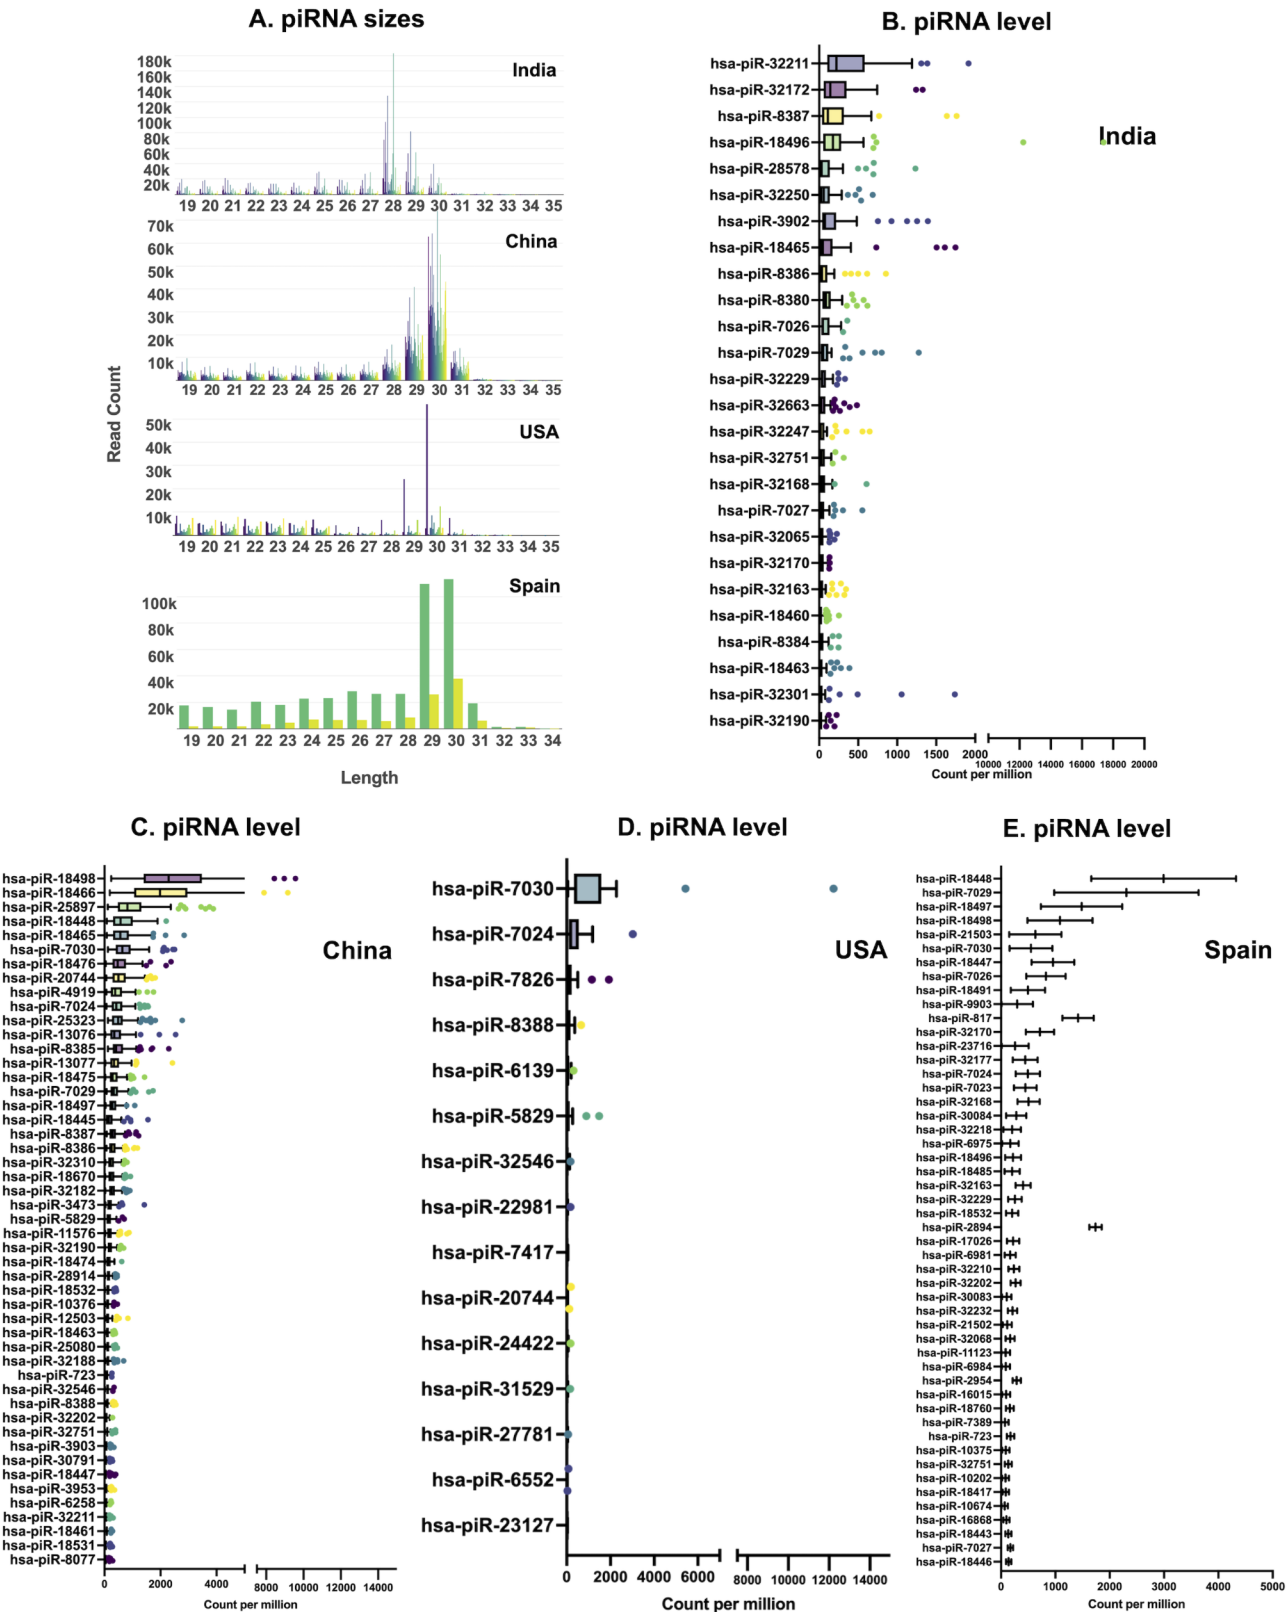 A. piRNA sizes
India
180k
160k
140k
120k
100k
80k
60k
40k
20k
19 20 21 22 23 24 25 26 27 28 29 30 31 32 33 34 35
China
70k
60k
50k
40k
30k
20k
10k
19 20 21 22 23 24 25 26 27 28 29 30 31 32 33 34 35
Read Count
USA
50k
40k
30k
20k
10k
19 20 21 22 23 24 25 26 27 28 29 30 31 32 33 34 35
Spain
100k
80k
60k
40k
20k
19 20 21 22 23 24 25 26 27 28 29 30 31 32 33 34
Length
B. piRNA level
India
hsa-piR-32211
hsa-piR-32172
hsa-piR-8387
hsa-piR-18496
hsa-piR-28578
hsa-piR-32250
hsa-piR-3902
hsa-piR-18465
hsa-piR-8386
hsa-piR-8380
hsa-piR-7026
hsa-piR-7029
hsa-piR-32229
hsa-piR-32663
hsa-piR-32247
hsa-piR-32751
hsa-piR-32168
hsa-piR-7027
hsa-piR-32065
hsa-piR-32170
hsa-piR-32163
hsa-piR-18460
hsa-piR-8384
hsa-piR-18463
hsa-piR-32301
hsa-piR-32190
0 500 1000 1500 2000 10000 12000 14000 16000 18000 20000
Count per million
C. piRNA level
China
hsa-piR-18498
hsa-piR-18466
hsa-piR-25897
hsa-piR-18448
hsa-piR-18465
hsa-piR-7030
hsa-piR-18476
hsa-piR-20744
hsa-piR-4919
hsa-piR-7024
hsa-piR-25323
hsa-piR-13076
hsa-piR-8385
hsa-piR-13077
hsa-piR-18475
hsa-piR-7029
hsa-piR-18497
hsa-piR-18445
hsa-piR-8387
hsa-piR-8386
hsa-piR-32310
hsa-piR-18670
hsa-piR-32182
hsa-piR-3473
hsa-piR-5829
hsa-piR-11576
hsa-piR-32190
hsa-piR-18474
hsa-piR-28914
hsa-piR-18532
hsa-piR-10376
hsa-piR-12503
hsa-piR-18463
hsa-piR-25080
hsa-piR-32188
hsa-piR-723
hsa-piR-32546
hsa-piR-8388
hsa-piR-32202
hsa-piR-32751
hsa-piR-3903
hsa-piR-30791
hsa-piR-18447
hsa-piR-3953
hsa-piR-6258
hsa-piR-32211
hsa-piR-18461
hsa-piR-18531
hsa-piR-8077
0 2000 4000 8000 10000 12000 14000
Count per million
D. piRNA level
USA
hsa-piR-7030
hsa-piR-7024
hsa-piR-7826
hsa-piR-8388
hsa-piR-6139
hsa-piR-5829
hsa-piR-32546
hsa-piR-22981
hsa-piR-7417
hsa-piR-20744
hsa-piR-24422
hsa-piR-31529
hsa-piR-27781
hsa-piR-6552
hsa-piR-23127
0 2000 4000 6000 8000 10000 12000 14000
Count per million
E. piRNA level
Spain
hsa-piR-18448
hsa-piR-7029
hsa-piR-18497
hsa-piR-18498
hsa-piR-21503
hsa-piR-7030
hsa-piR-18447
hsa-piR-7026
hsa-piR-18491
hsa-piR-9903
hsa-piR-817
hsa-piR-32170
hsa-piR-23716
hsa-piR-32177
hsa-piR-7024
hsa-piR-7023
hsa-piR-32168
hsa-piR-30084
hsa-piR-32218
hsa-piR-6975
hsa-piR-18496
hsa-piR-18485
hsa-piR-32163
hsa-piR-32229
hsa-piR-18532
hsa-piR-2894
hsa-piR-17026
hsa-piR-6981
hsa-piR-32210
hsa-piR-32202
hsa-piR-30083
hsa-piR-32232
hsa-piR-21502
hsa-piR-32068
hsa-piR-11123
hsa-piR-6984
hsa-piR-2954
hsa-piR-16015
hsa-piR-18760
hsa-piR-7389
hsa-piR-723
hsa-piR-10375
hsa-piR-32751
hsa-piR-10202
hsa-piR-18417
hsa-piR-10674
hsa-piR-16868
hsa-piR-18443
hsa-piR-7027
hsa-piR-18446
0 1000 2000 3000 4000 5000
Count per million